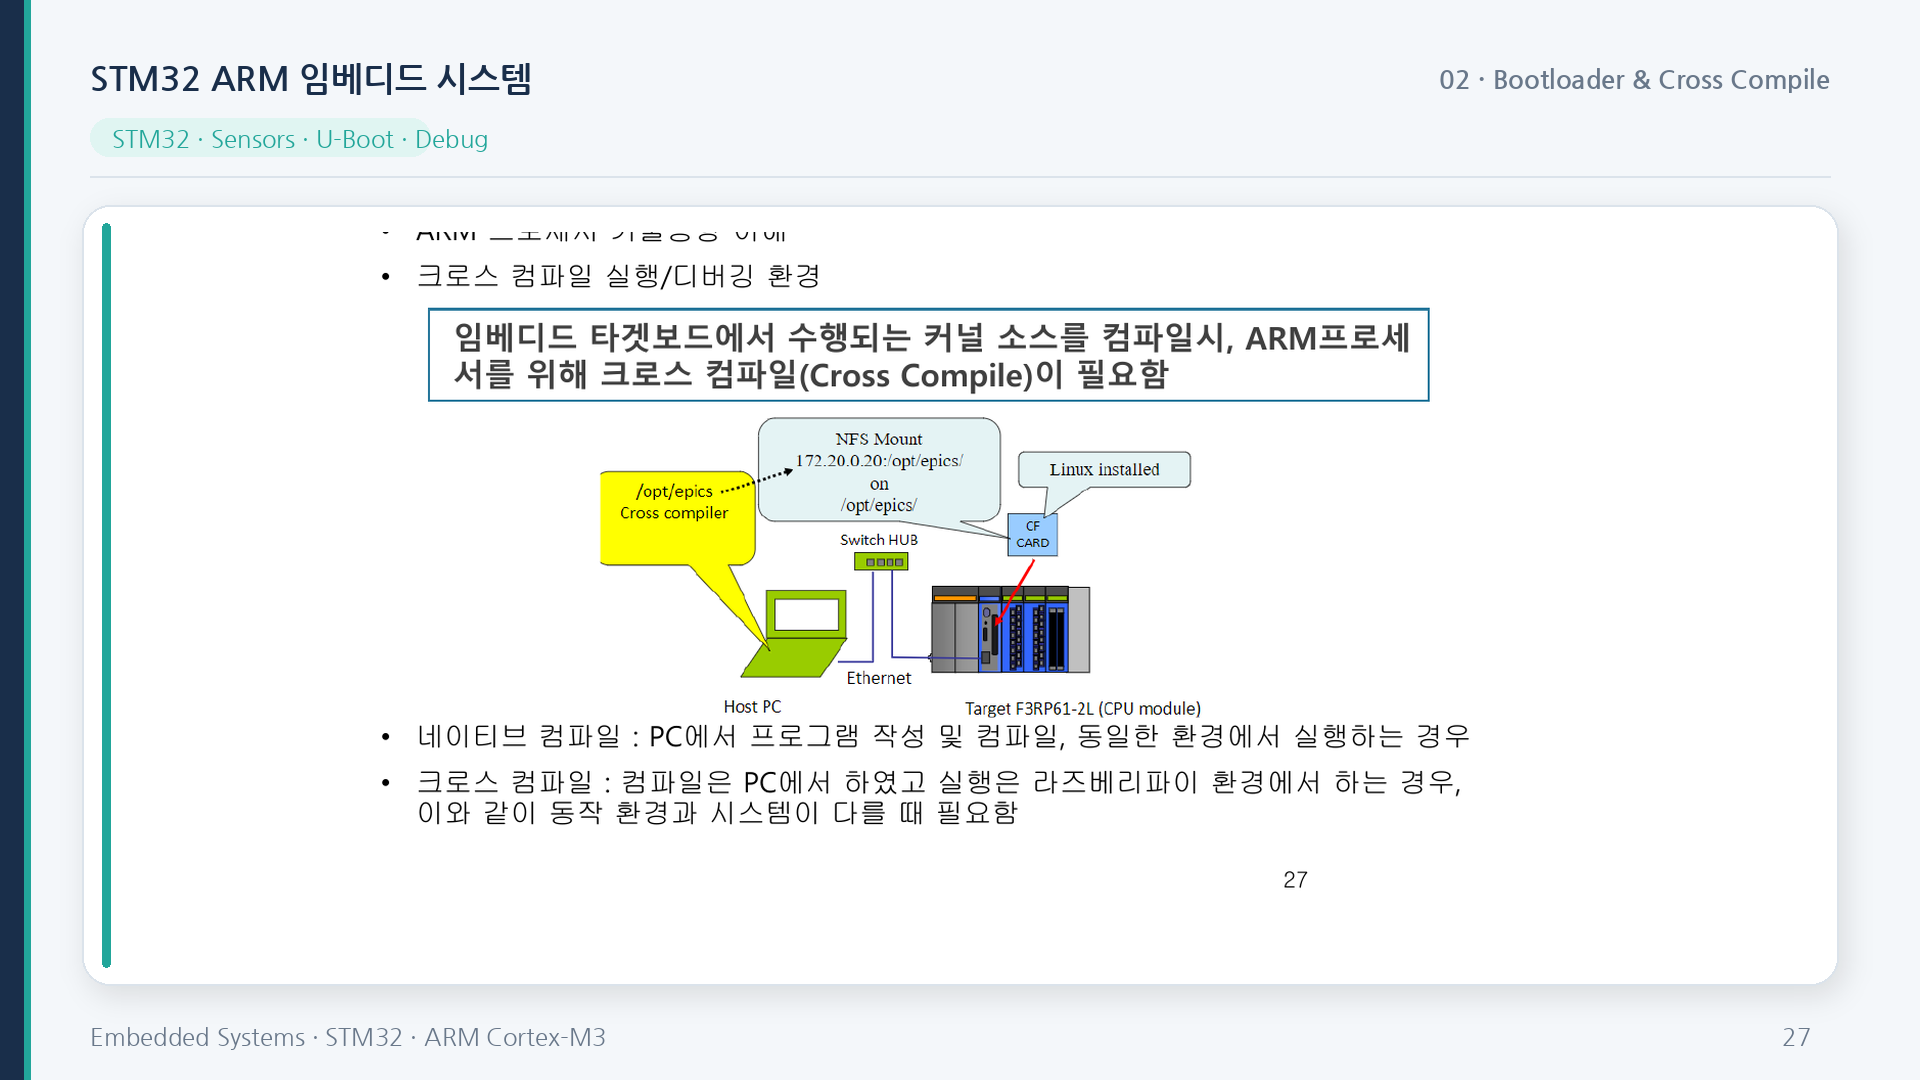 STM32 ARM 임베디드 시스템
02 · Bootloader & Cross Compile
STM32 · Sensors · U-Boot · Debug
• ARM 프로세서
• 크로스 컴파일 실행/디버깅 환경
임베디드 타겟보드에서 수행되는 커널 소스를 컴파일시, ARM프로세
서를 위해 크로스 컴파일(Cross Compile)이 필요함
NFS Mount
172.20.0.20:/opt/epics/
on
/opt/epics/
Linux installed
/opt/epics
Cross compiler
CF
CARD
Switch HUB
Ethernet
Host PC
Target F3RP61-2L (CPU module)
• 네이티브 컴파일 : PC에서 프로그램 작성 및 컴파일, 동일한 환경에서 실행하는 경우
• 크로스 컴파일 : 컴파일은 PC에서 하였고 실행은 라즈베리파이 환경에서 하는 경우,
이와 같이 동작 환경과 시스템이 다를 때 필요함
27
Embedded Systems · STM32 · ARM Cortex-M3
27